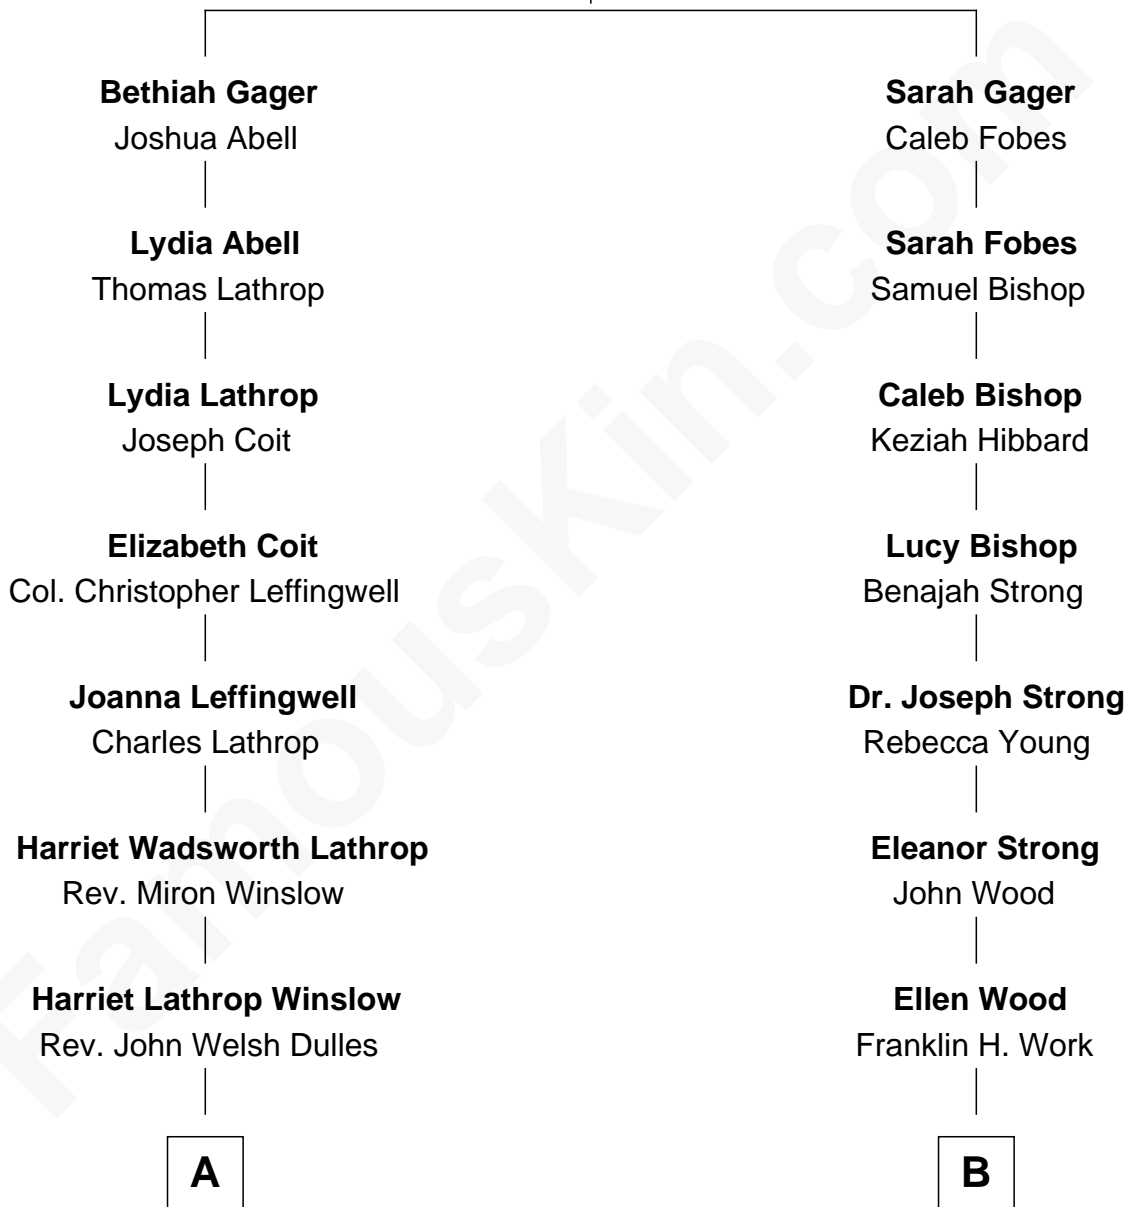 Bethiah Gager
Joshua Abell
Lydia Abell
Thomas Lathrop
Lydia Lathrop
Joseph Coit
Elizabeth Coit
Col. Christopher Leffingwell
Joanna Leffingwell
Charles Lathrop
Harriet Wadsworth Lathrop
Rev. Miron Winslow
Harriet Lathrop Winslow
Rev. John Welsh Dulles
A
Sarah Gager
Caleb Fobes
Sarah Fobes
Samuel Bishop
Caleb Bishop
Keziah Hibbard
Lucy Bishop
Benajah Strong
Dr. Joseph Strong
Rebecca Young
Eleanor Strong
John Wood
Ellen Wood
Franklin H. Work
B
FamousKin.com